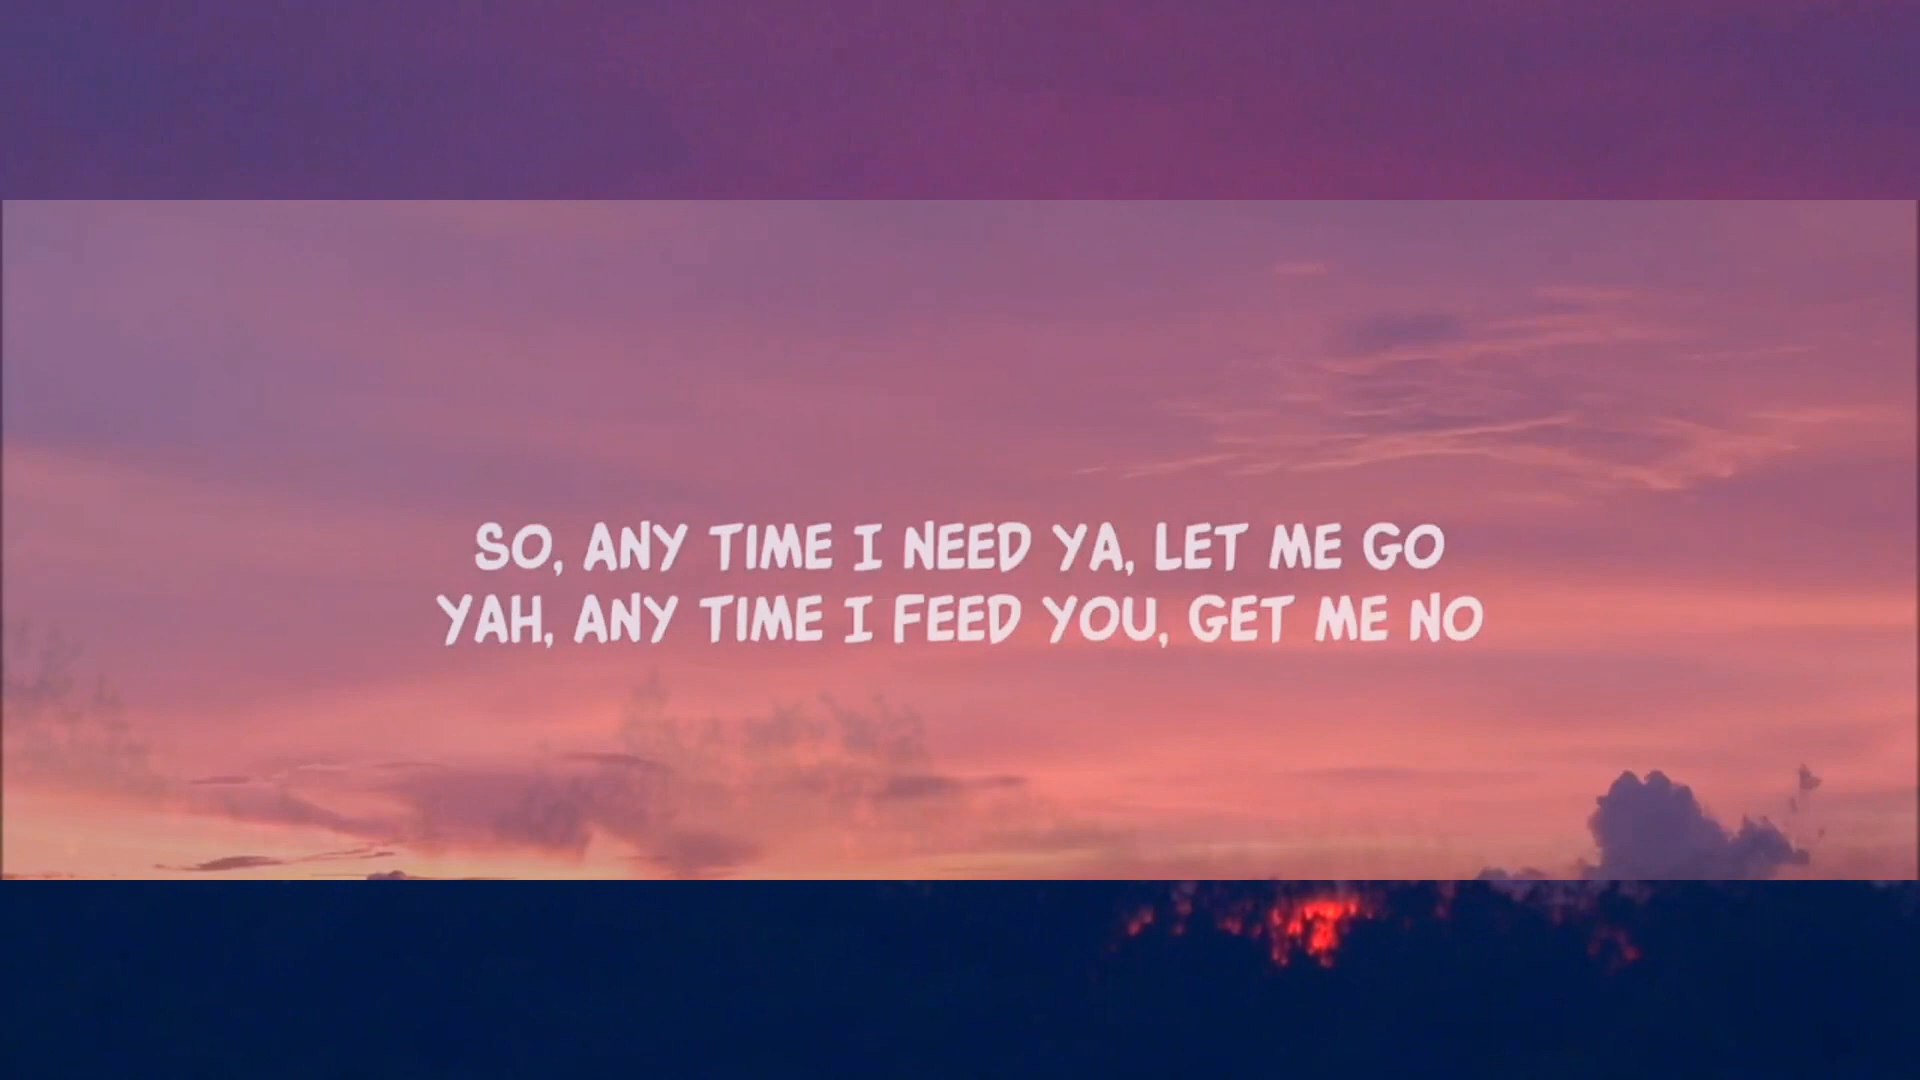 SO, ANY TIME I NEED YA, LET ME GO
YAH, ANY TIME I FEED YOU, GET ME NO